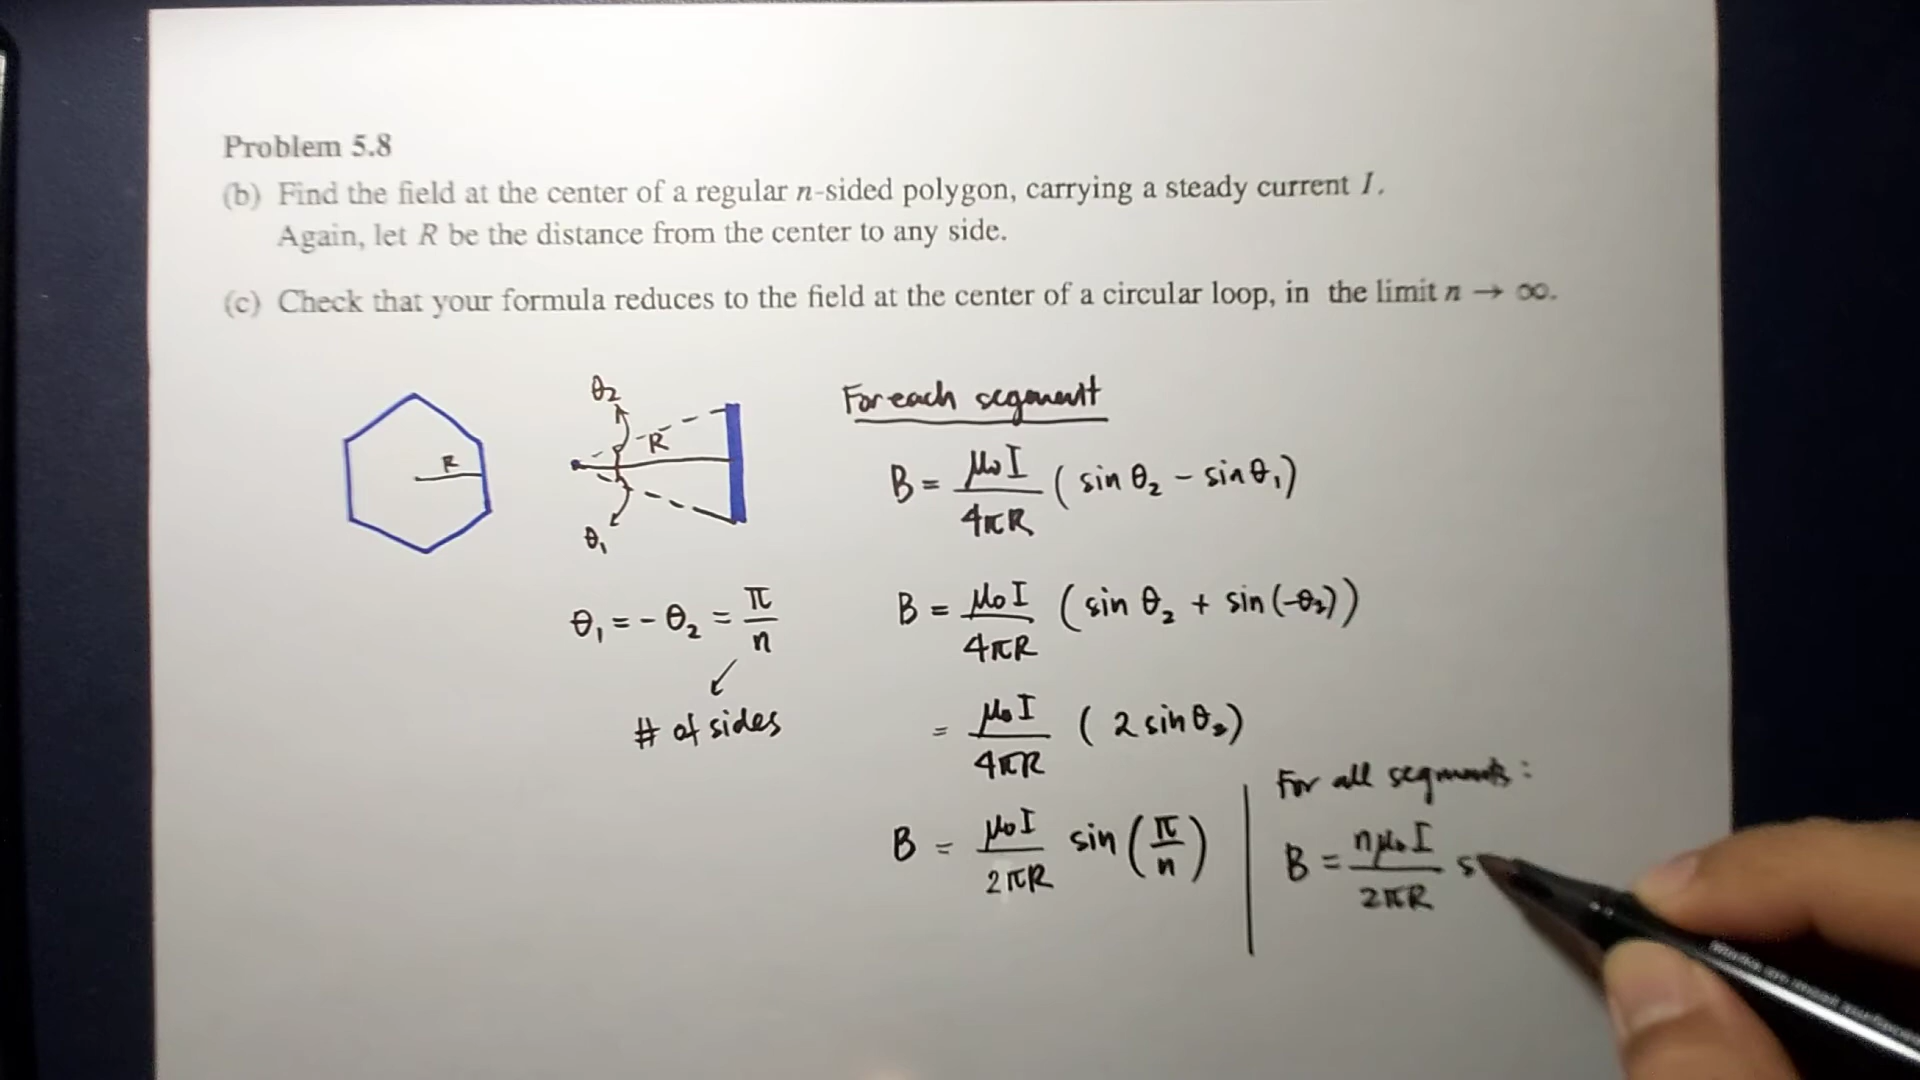 Problem 5.8
(b) Find the field at the center of a regular n-sided polygon, carrying a steady current I.
Again, let R be the distance from the center to any side.
(c) Check that your formula reduces to the field at the center of a circular loop, in the limit n → ∞.
R
θ₂
R
θ₁
θ₁ = - θ₂ = π/n
# of sides
For each segment
B = μ₀I/4πR ( sin θ₂ - sin θ₁)
B = μ₀I/4πR (sin θ₂ + sin (-θ₂))
= μ₀I/4πR ( 2 sin θ₂)
B = μ₀I/2πR sin (π/n)
For all segments:
B = nμ₀I/2πR s